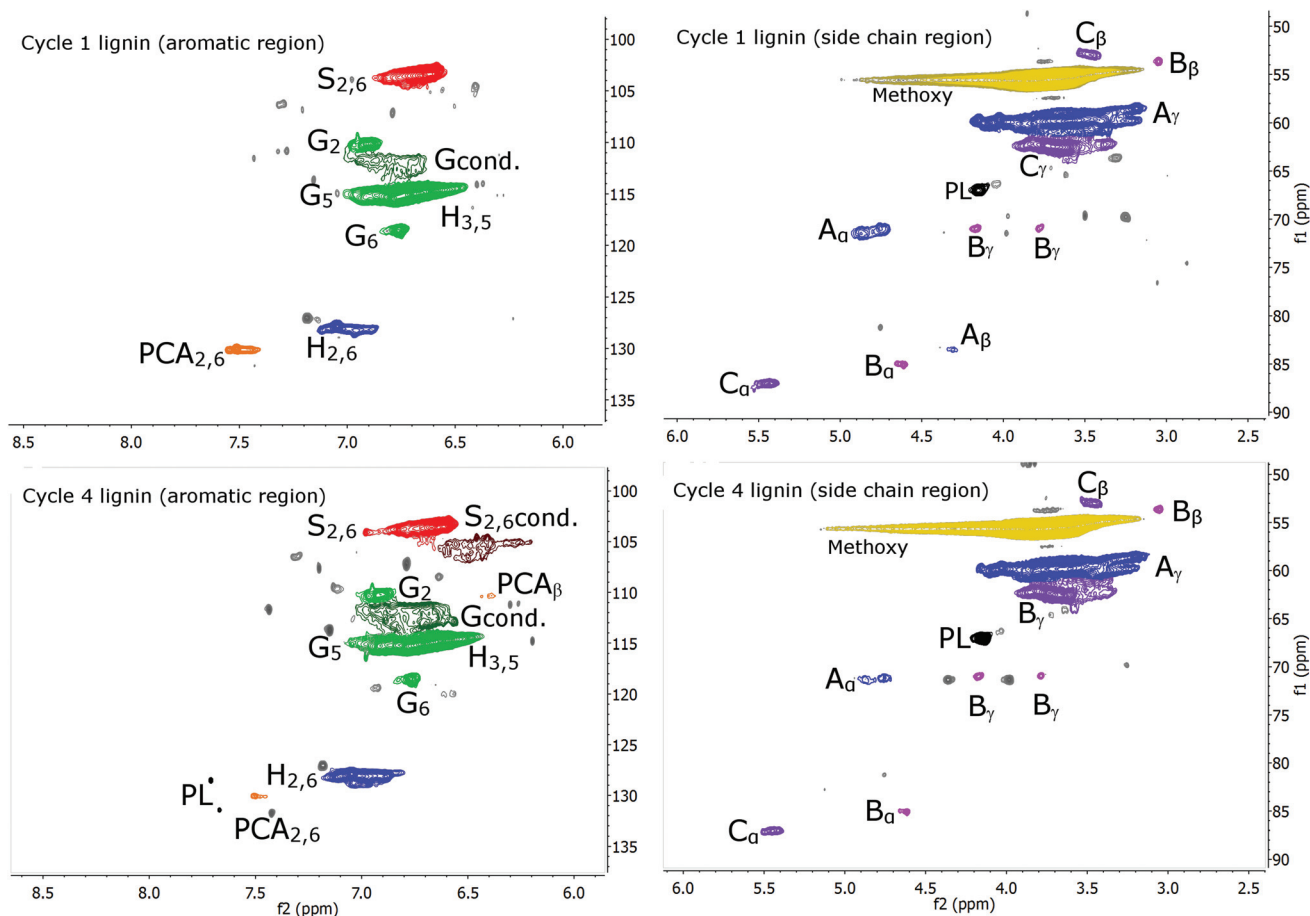 Cycle 1 lignin (aromatic region)
S2,6
G2
Gcond.
G5
H3,5
G6
PCA2,6
H2,6
100
105
110
115
120
125
130
135
8.5
8.0
7.5
7.0
6.5
6.0
Cycle 1 lignin (side chain region)
Cβ
Bβ
Methoxy
Aγ
Cγ
PL
Aα
Bγ
Bγ
Aβ
Bα
Cα
50
55
60
65
70
75
80
85
90
f1 (ppm)
6.0
5.5
5.0
4.5
4.0
3.5
3.0
2.5
Cycle 4 lignin (aromatic region)
S2,6
S2,6cond.
G2
PCAβ
Gcond.
G5
H3,5
G6
H2,6
PL
PCA2,6
100
105
110
115
120
125
130
135
8.5
8.0
7.5
7.0
6.5
6.0
f2 (ppm)
Cycle 4 lignin (side chain region)
Cβ
Bβ
Methoxy
Aγ
Bγ
PL
Aα
Bγ
Bγ
Bα
Cα
50
55
60
65
70
75
80
85
90
f1 (ppm)
6.0
5.5
5.0
4.5
4.0
3.5
3.0
2.5
f2 (ppm)